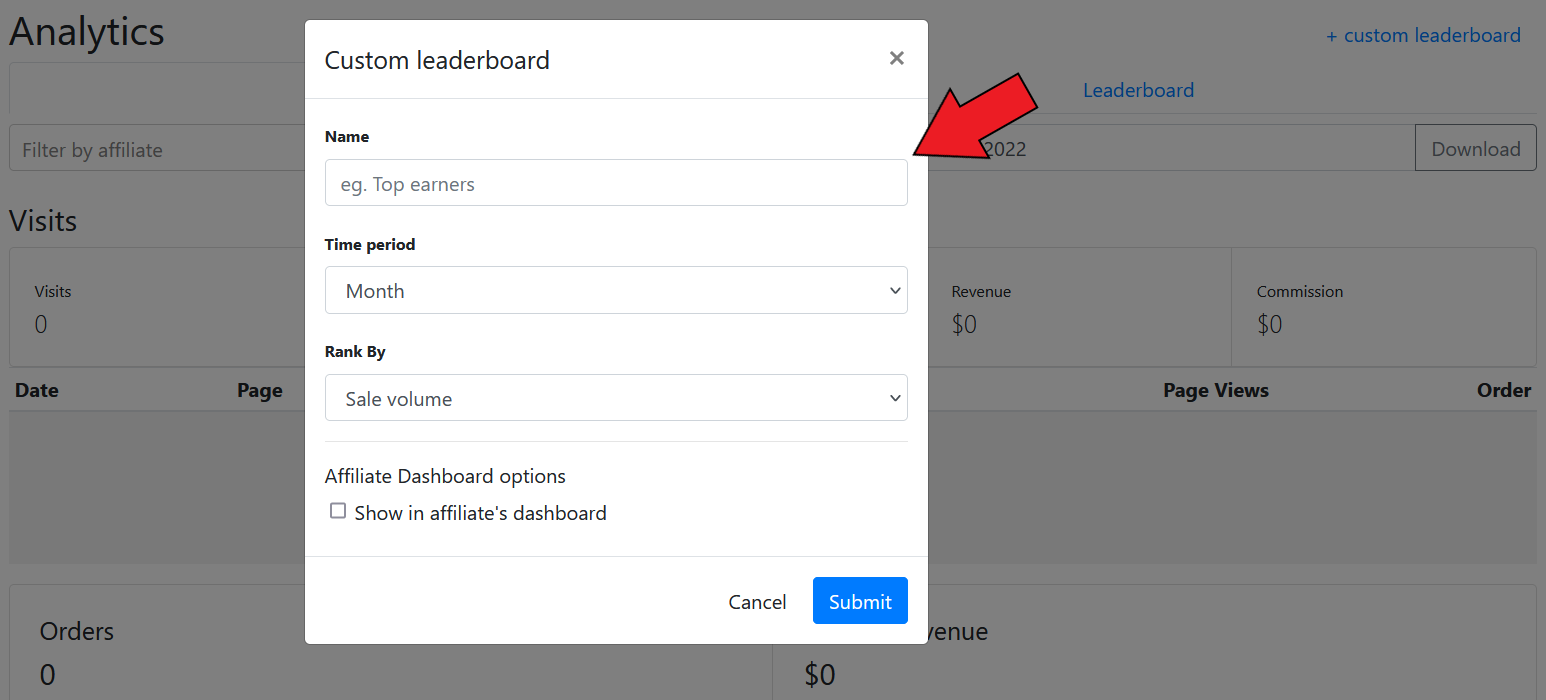 Analytics
+ custom leaderboard
Leaderboard
Filter by affiliate
2022
Download
Visits
Visits
0
Revenue
$0
Commission
$0
Date
Page
Page Views
Order
Orders
0
$0
Custom leaderboard
×
Name
eg. Top earners
Time period
Month
Rank By
Sale volume
Affiliate Dashboard options
Show in affiliate's dashboard
Cancel
Submit